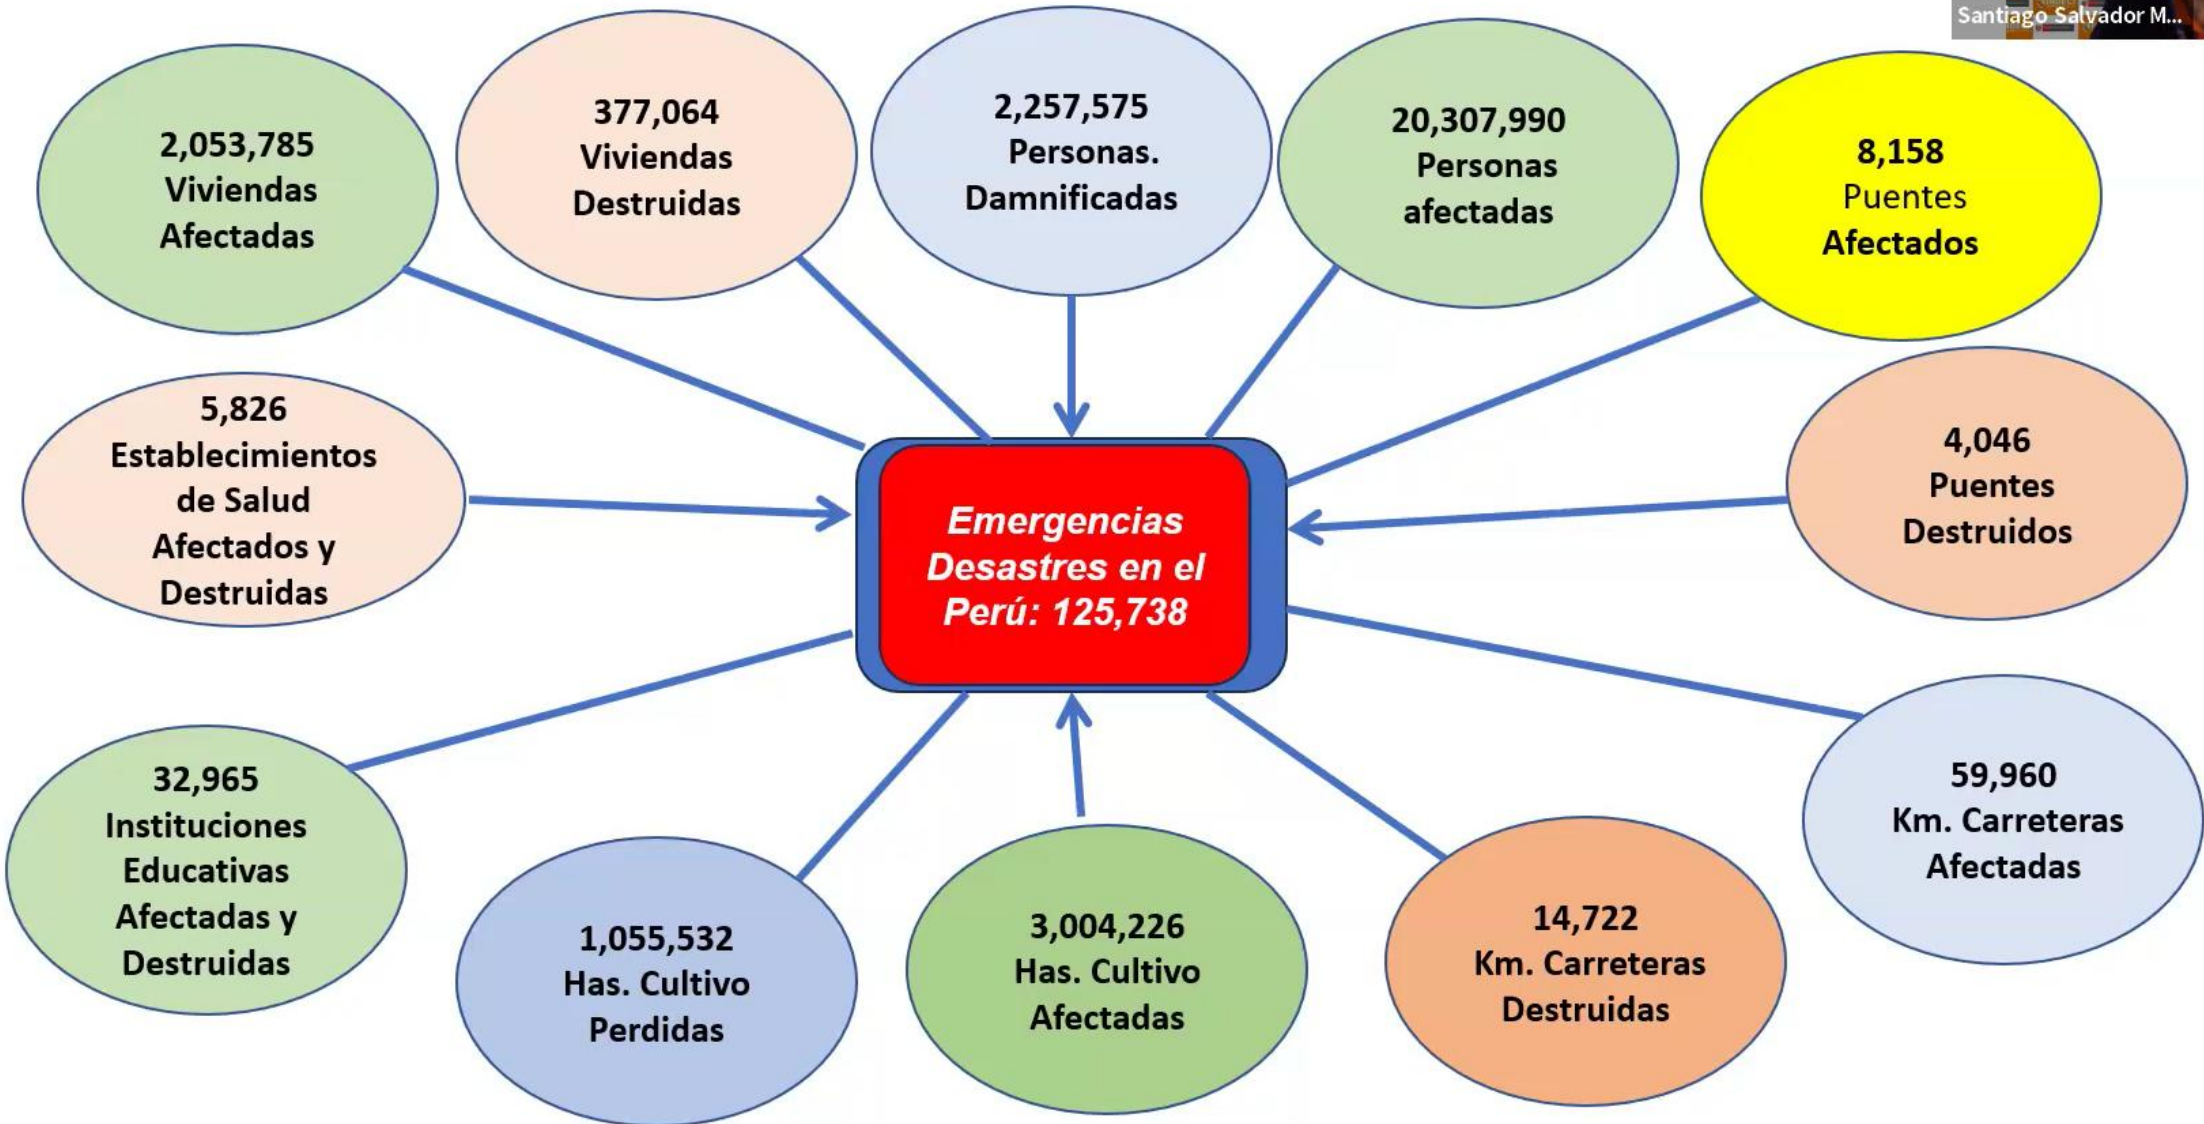 Santiago Salvador M...
2,053,785
Viviendas
Afectadas
377,064
Viviendas
Destruidas
2,257,575
Personas.
Damnificadas
20,307,990
Personas
afectadas
8,158
Puentes
Afectados
5,826
Establecimientos
de Salud
Afectados y
Destruidas
Emergencias
Desastres en el
Perú: 125,738
4,046
Puentes
Destruidos
32,965
Instituciones
Educativas
Afectadas y
Destruidas
1,055,532
Has. Cultivo
Perdidas
3,004,226
Has. Cultivo
Afectadas
14,722
Km. Carreteras
Destruidas
59,960
Km. Carreteras
Afectadas